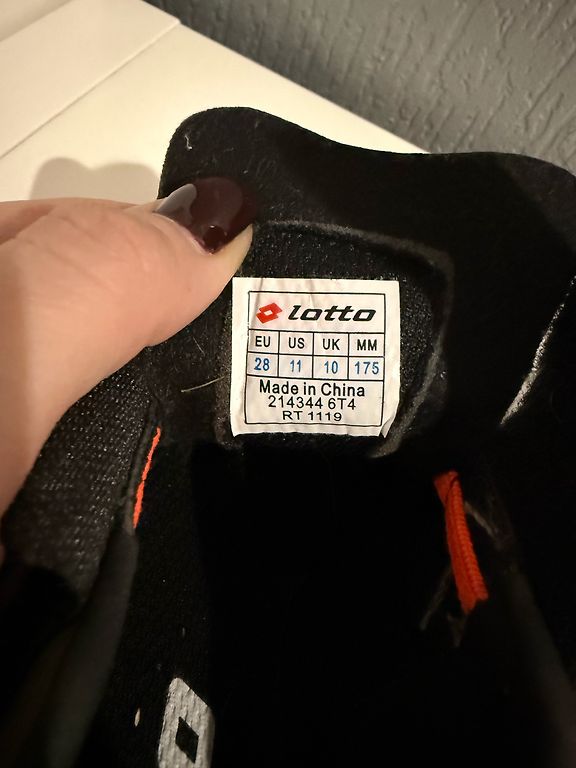 lotto
EU US UK MM
28 11 10 175
Made in China
214344 6T4
RT 1119